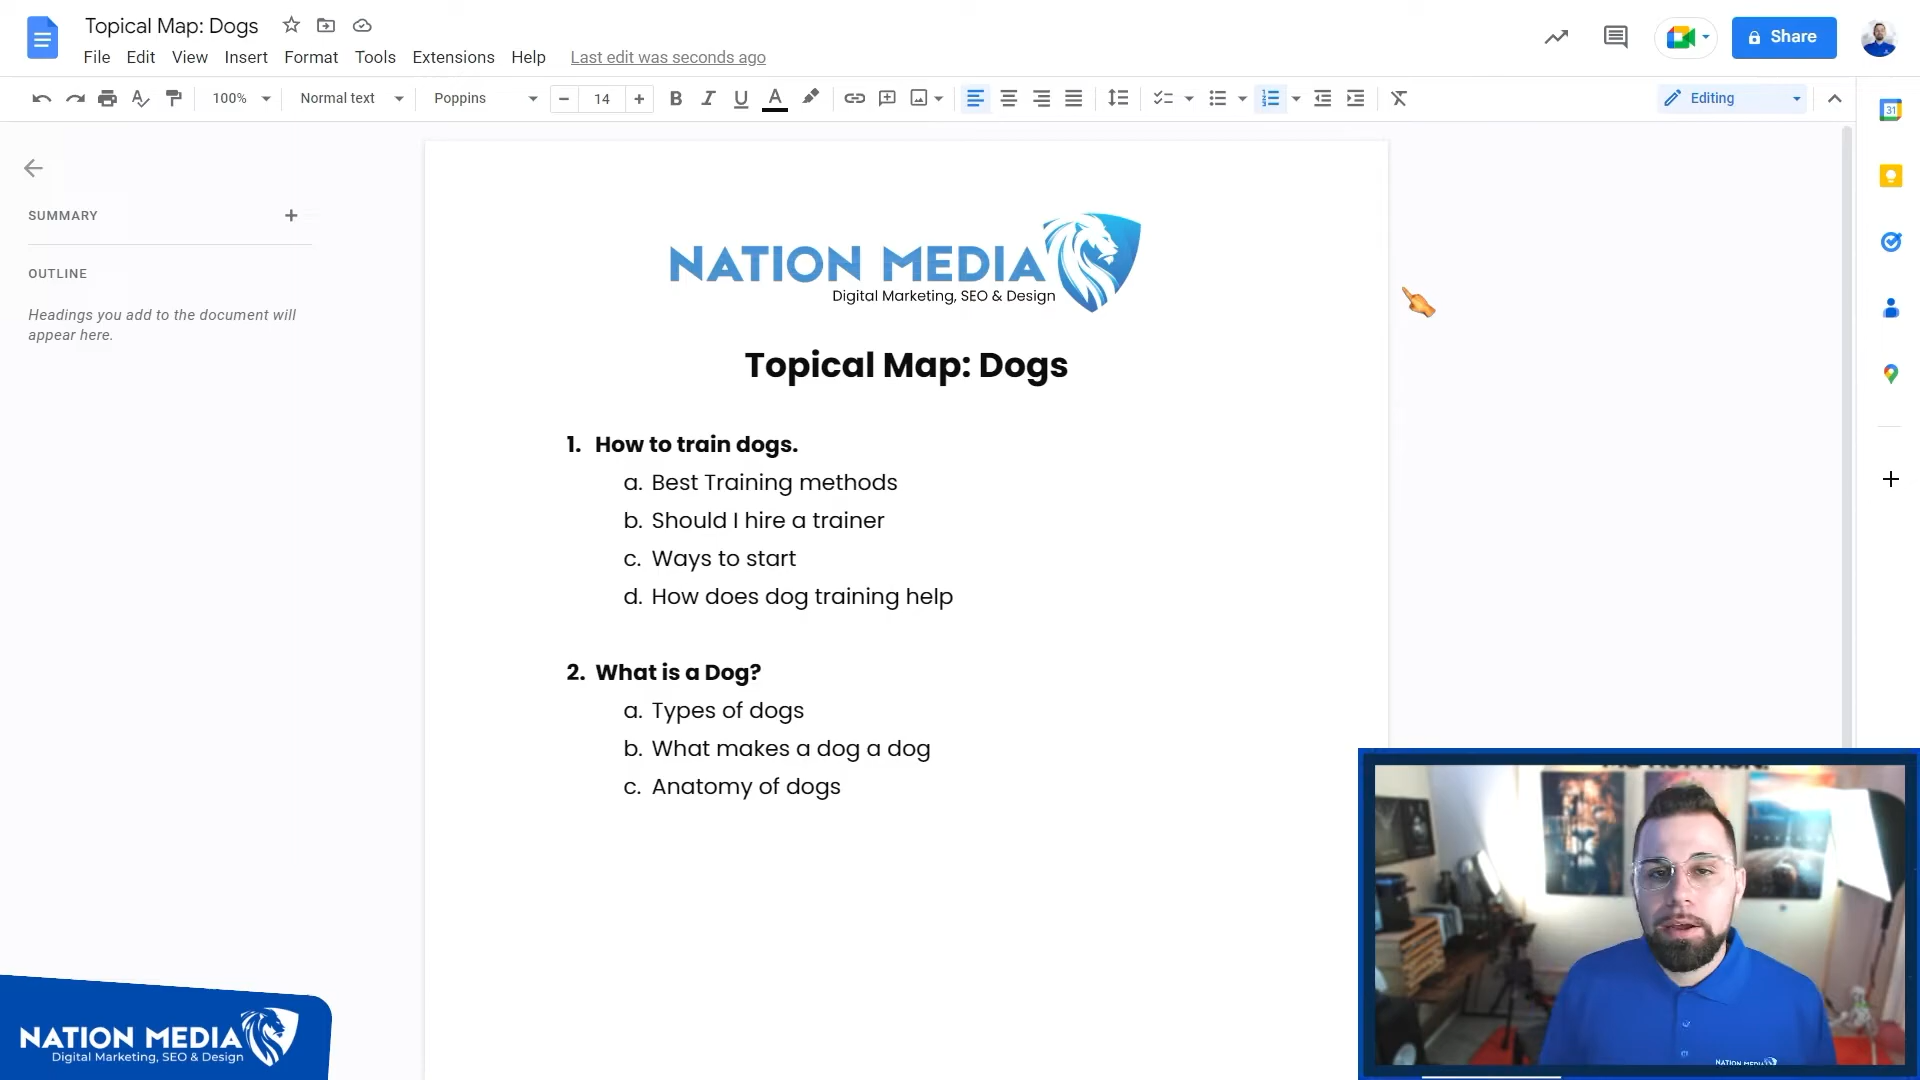 Topical Map: Dogs
File Edit View Insert Format Tools Extensions Help Last edit was seconds ago
Share
100% Normal text Poppins 14 Editing
31
SUMMARY
OUTLINE
Headings you add to the document will
appear here.
NATION MEDIA
Digital Marketing, SEO & Design
Topical Map: Dogs
1. How to train dogs.
a. Best Training methods
b. Should I hire a trainer
c. Ways to start
d. How does dog training help
2. What is a Dog?
a. Types of dogs
b. What makes a dog a dog
c. Anatomy of dogs
NATION MEDIA
Digital Marketing, SEO & Design
NATION MEDIA